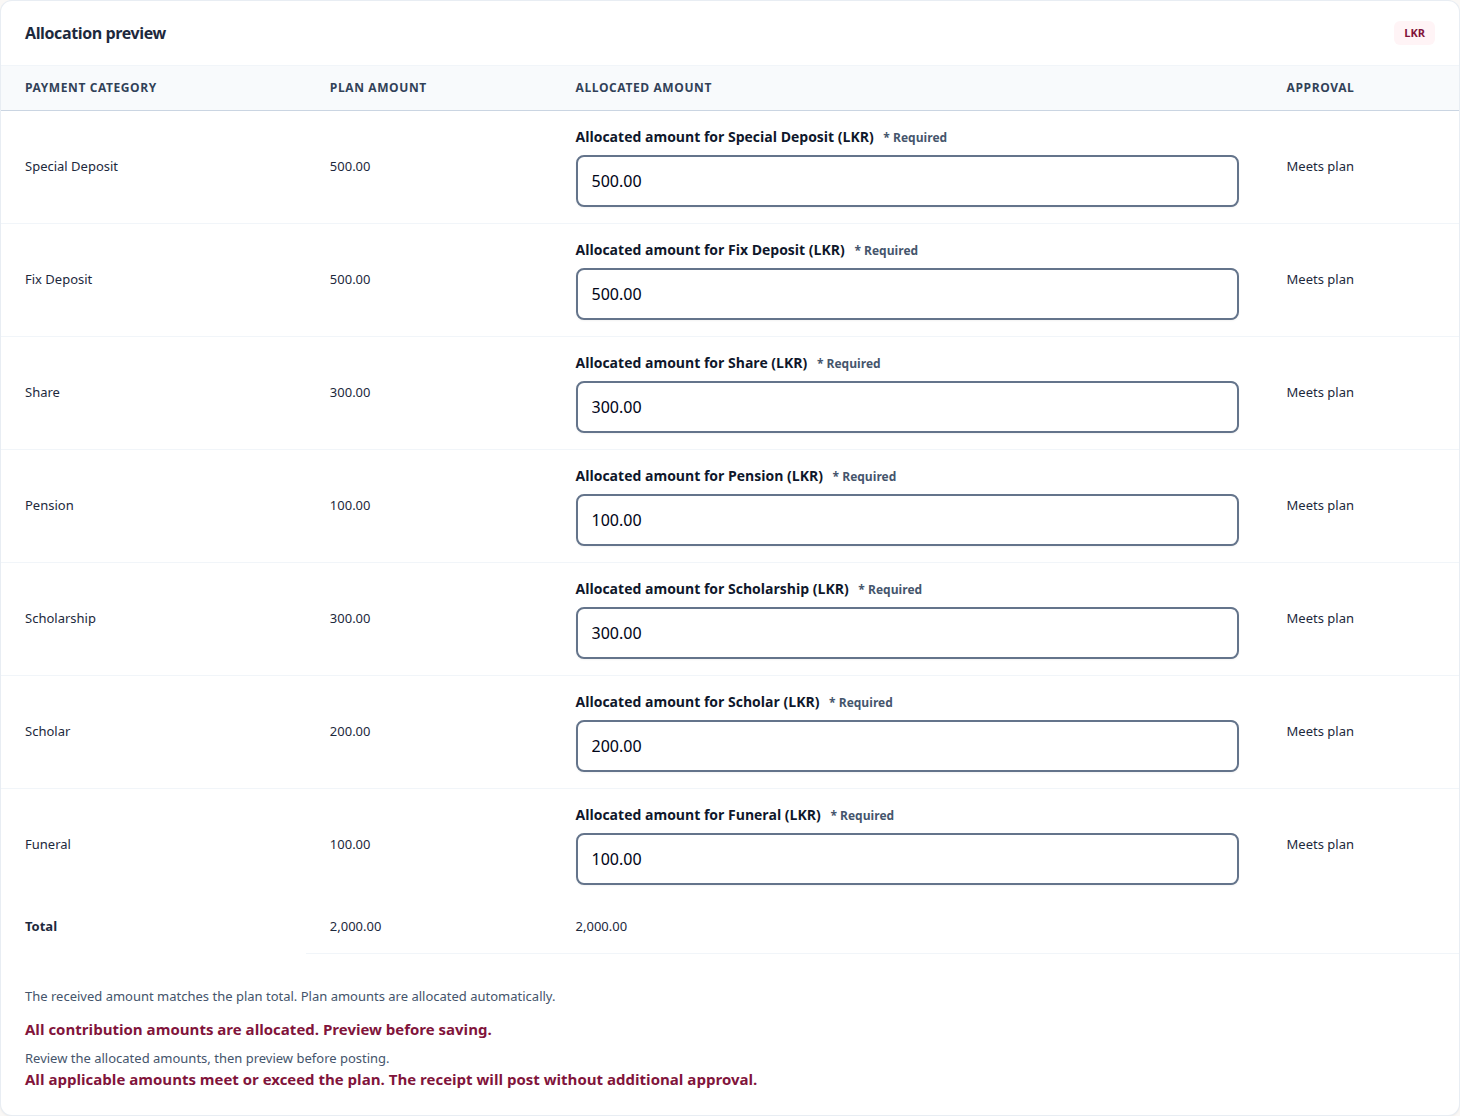 Allocation preview
LKR
PAYMENT CATEGORY PLAN AMOUNT ALLOCATED AMOUNT APPROVAL
Allocated amount for Special Deposit (LKR) * Required
Special Deposit 500.00 500.00 Meets plan
Allocated amount for Fix Deposit (LKR) * Required
Fix Deposit 500.00 500.00 Meets plan
Allocated amount for Share (LKR) * Required
Share 300.00 300.00 Meets plan
Allocated amount for Pension (LKR) * Required
Pension 100.00 100.00 Meets plan
Allocated amount for Scholarship (LKR) * Required
Scholarship 300.00 300.00 Meets plan
Allocated amount for Scholar (LKR) * Required
Scholar 200.00 200.00 Meets plan
Allocated amount for Funeral (LKR) * Required
Funeral 100.00 100.00 Meets plan
Total 2,000.00 2,000.00
The received amount matches the plan total. Plan amounts are allocated automatically.
All contribution amounts are allocated. Preview before saving.
Review the allocated amounts, then preview before posting.
All applicable amounts meet or exceed the plan. The receipt will post without additional approval.